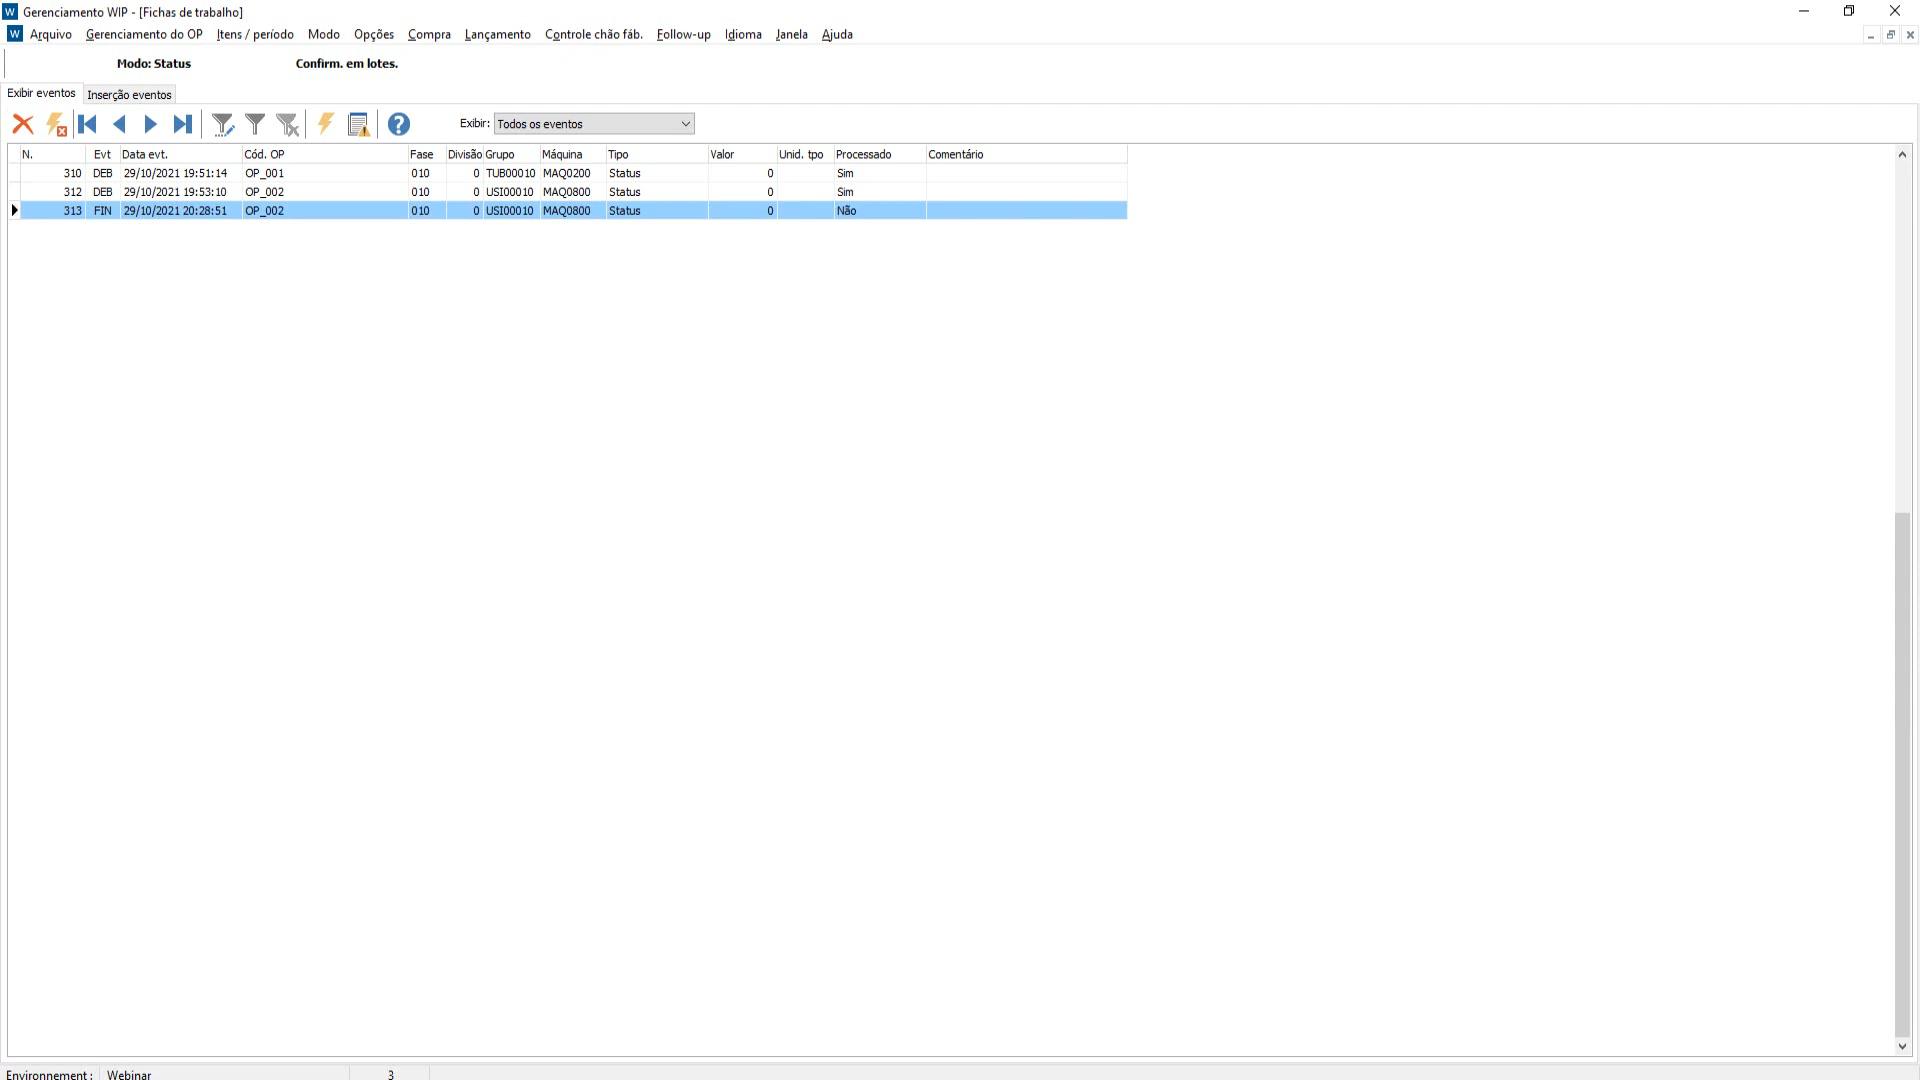 W Gerenciamento WIP - [Fichas de trabalho]
W Arquivo Gerenciamento do OP Itens / período Modo Opções Compra Lançamento Controle chão fáb. Follow-up Idioma Janela Ajuda
Modo: Status Confirm. em lotes.
Exibir eventos Inserção eventos
? Exibir: Todos os eventos
N. Evt Data evt. Cód. OP Fase Divisão Grupo Máquina Tipo Valor Unid. tpo Processado Comentário
310 DEB 29/10/2021 19:51:14 OP_001 010 0 TUB00010 MAQ0200 Status 0 Sim
312 DEB 29/10/2021 19:53:10 OP_002 010 0 USI00010 MAQ0800 Status 0 Sim
313 FIN 29/10/2021 20:28:51 OP_002 010 0 USI00010 MAQ0800 Status 0 Não
Environnement : Webinar 3